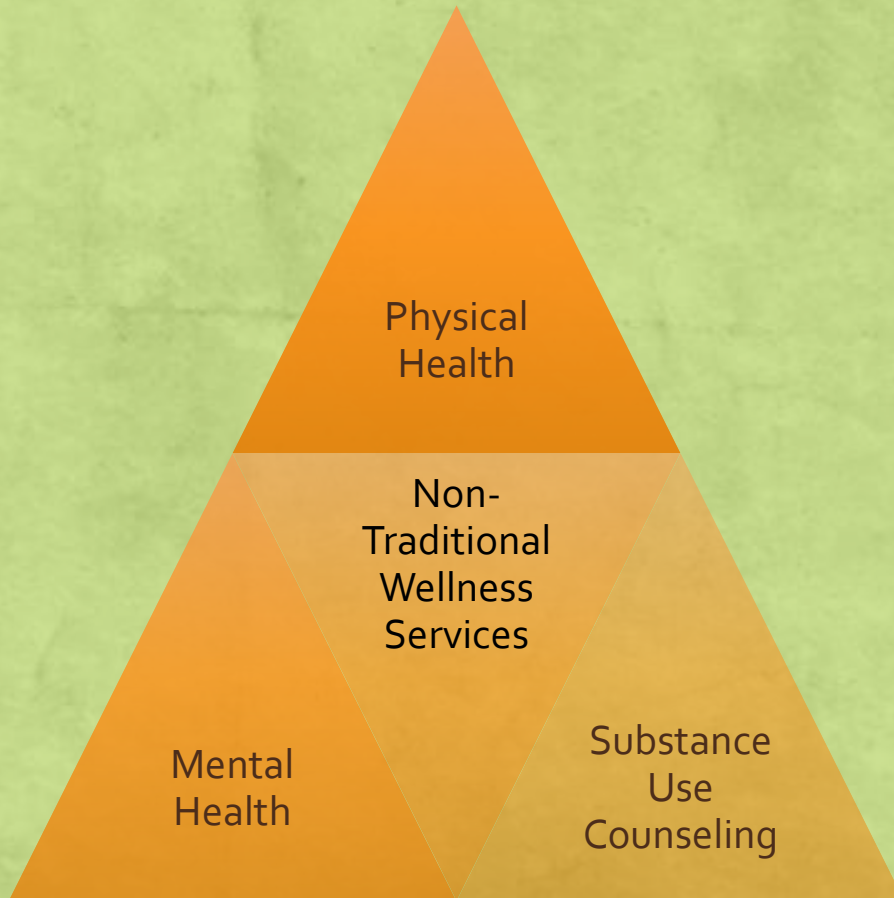 Physical
Health
Non-
Traditional
Wellness
Services
Mental
Health
Substance
Use
Counseling